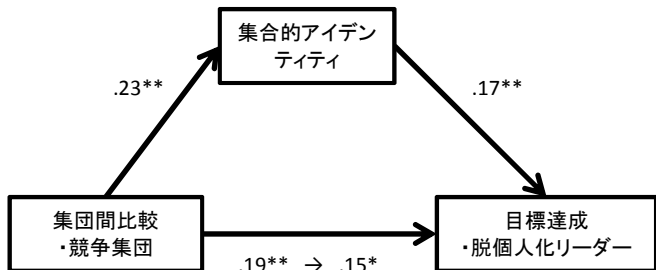 集合的アイデン
ティティ
.23**
.17**
集団間比較
・競争集団
目標達成
・脱個人化リーダー
.19** → .15*